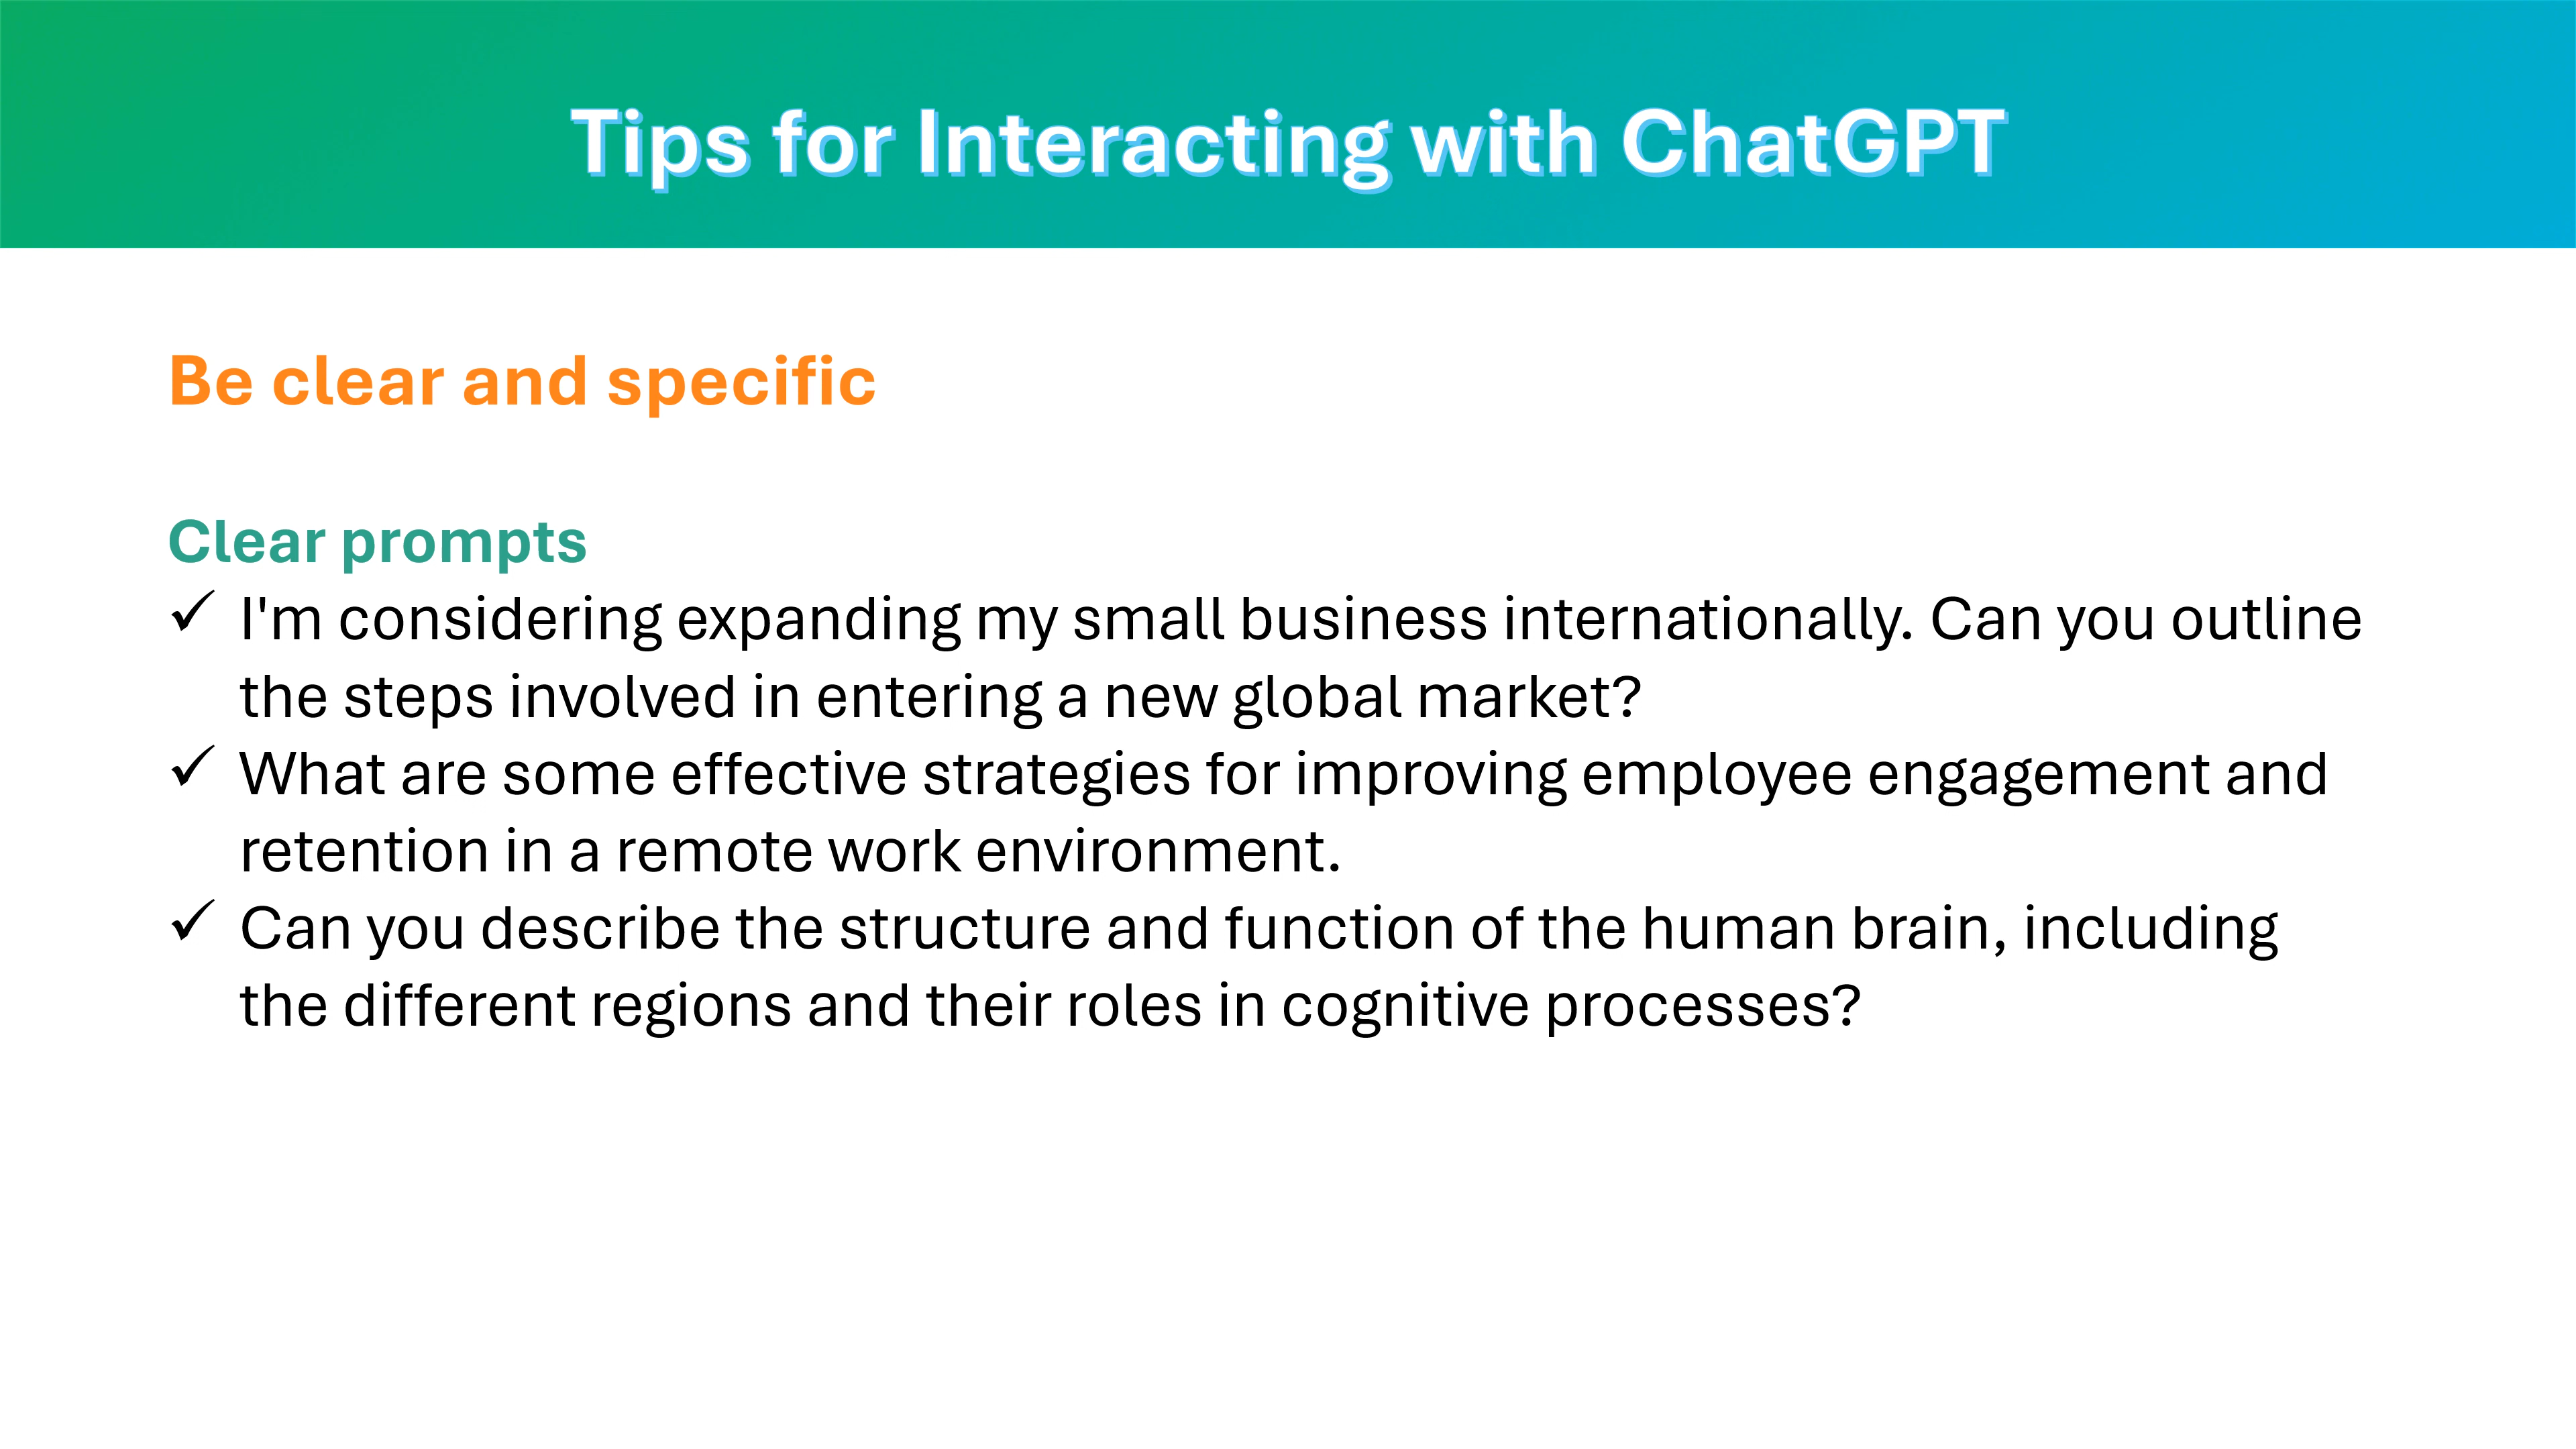 Tips for Interacting with ChatGPT
Be clear and specific
Clear prompts
✓ I'm considering expanding my small business internationally. Can you outline
the steps involved in entering a new global market?
✓ What are some effective strategies for improving employee engagement and
retention in a remote work environment.
✓ Can you describe the structure and function of the human brain, including
the different regions and their roles in cognitive processes?